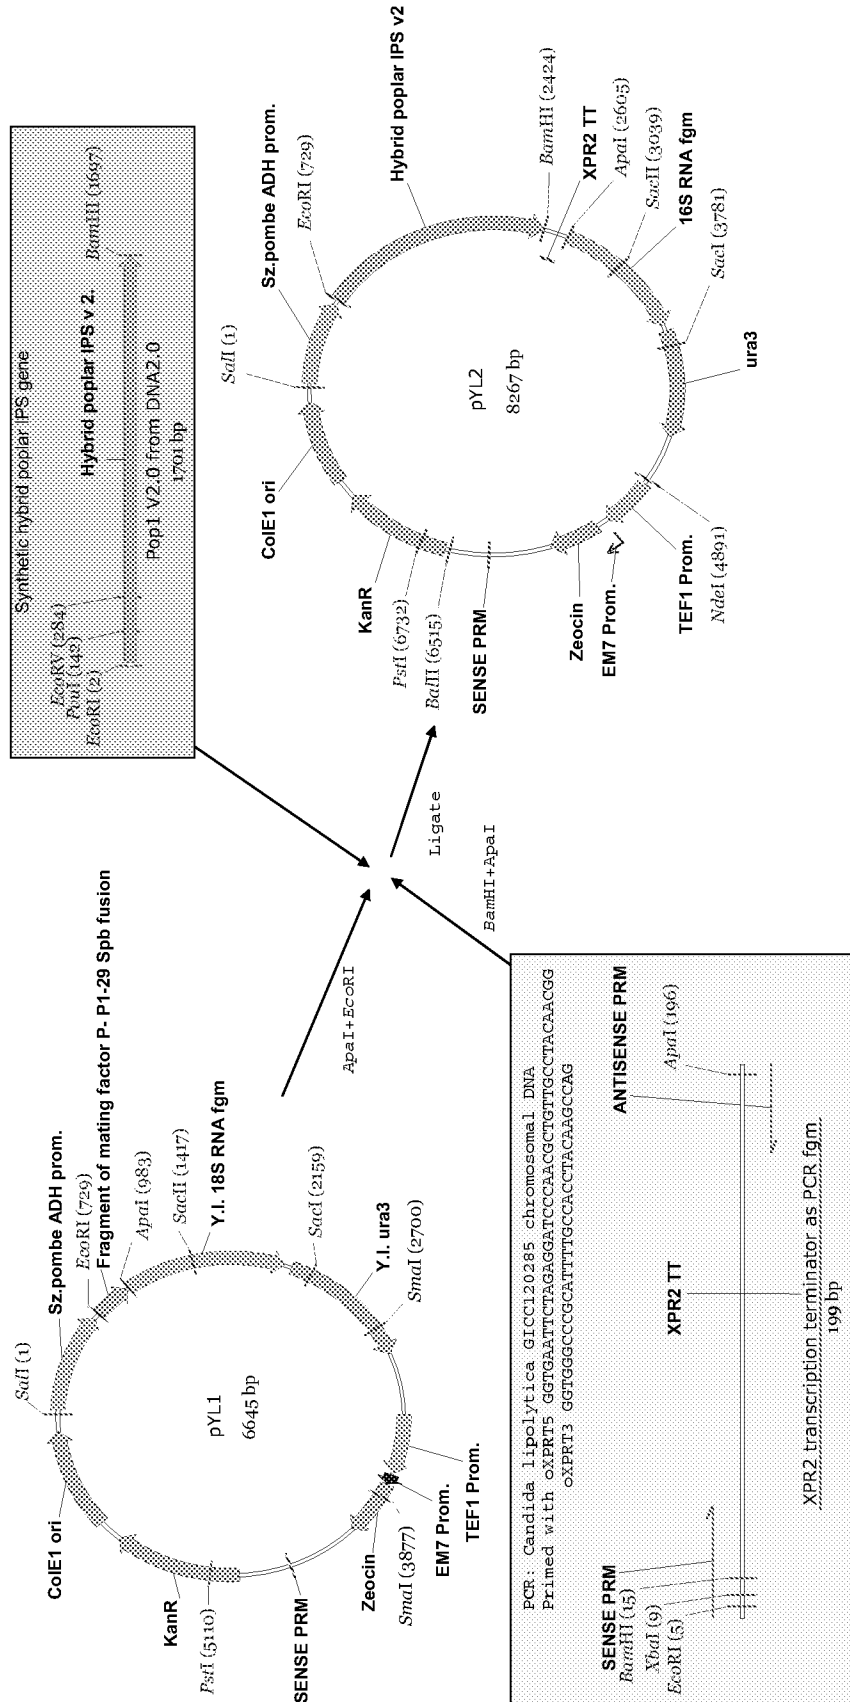 Synthetic hybrid poplar IPS gene
EcoRV (284)
PvuI (142)
EcoRI (2)
BamHI (1697)
Hybrid poplar IPS v 2.
Pop1 V2.0 from DNA2.0
1701 bp
SalI (1)
Sz.pombe ADH prom.
EcoRI (729)
Fragment of mating factor P- P1-29 Spb fusion
ApaI (983)
SacII (1417)
Y.l. 18S RNA fgm
SacI (2159)
Y.l. ura3
SmaI (2700)
TEF1 Prom.
EM7 Prom.
SmaI (3877)
Zeocin
SENSE PRM
PstI (5110)
KanR
ColE1 ori
pYL1
6645 bp
ApaI+EcoRI
Ligate
BamHI+ApaI
SalI (1)
Sz.pombe ADH prom.
EcoRI (729)
Hybrid poplar IPS v2
BamHI (2424)
XPR2 TT
ApaI (2605)
SacII (3039)
16S RNA fgm
SacI (3781)
ura3
NdeI (4891)
TEF1 Prom.
EM7 Prom.
Zeocin
SENSE PRM
BalII (6515)
PstI (6732)
KanR
ColE1 ori
pYL2
8267 bp
PCR: Candida lipolytica GICC120285 chromosomal DNA
Primed with oXPRT5 GGTGAATTCTAGAGGATCCCAACGCTGTTGCCTACAACGG
oXPRT3 GGTGGGCCCGCATTTTGCCACCTACAAGCCAG
SENSE PRM
BamHI (15)
XbaI (9)
EcoRI (5)
XPR2 TT
ANTISENSE PRM
ApaI (196)
XPR2 transcription terminator as PCR fgm
199 bp